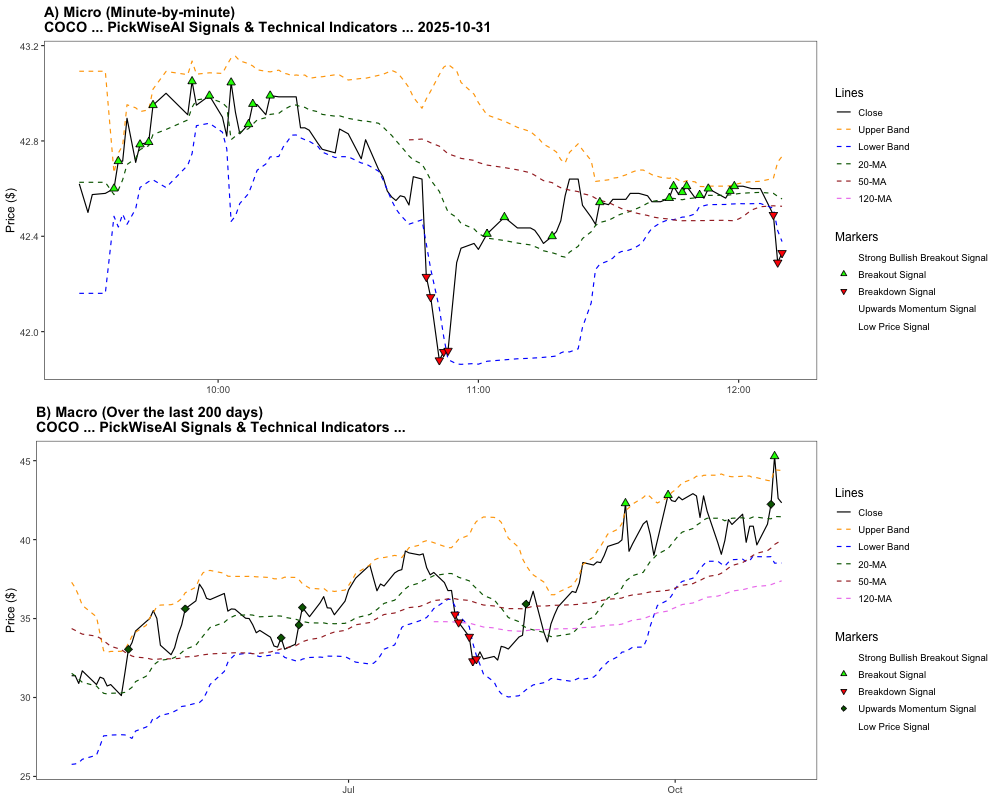 A) Micro (Minute-by-minute)
COCO ... PickWiseAI Signals & Technical Indicators ... 2025-10-31
Price ($)
43.2
42.8
42.4
42.0
10:00
11:00
12:00
Lines
Close
Upper Band
Lower Band
20-MA
50-MA
120-MA
Markers
Strong Bullish Breakout Signal
Breakout Signal
Breakdown Signal
Upwards Momentum Signal
Low Price Signal
B) Macro (Over the last 200 days)
COCO ... PickWiseAI Signals & Technical Indicators ...
Price ($)
45
40
35
30
25
Jul
Oct
Lines
Close
Upper Band
Lower Band
20-MA
50-MA
120-MA
Markers
Strong Bullish Breakout Signal
Breakout Signal
Breakdown Signal
Upwards Momentum Signal
Low Price Signal